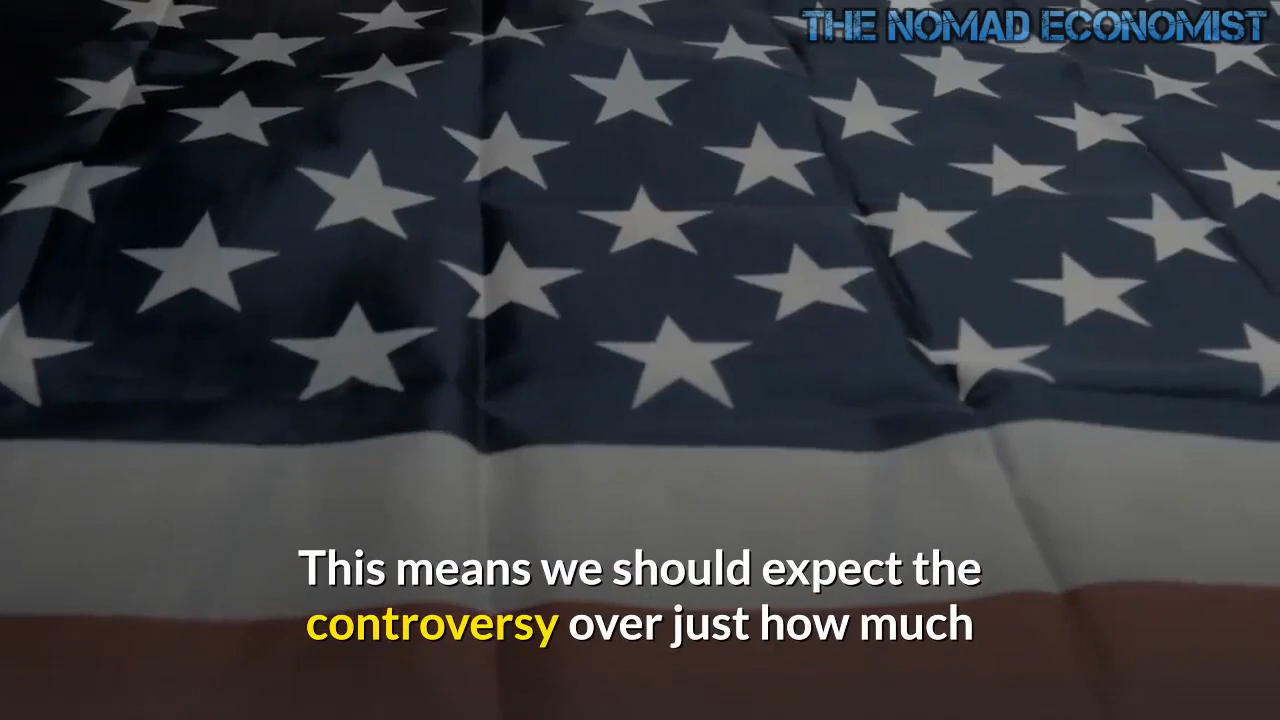 THE NOMAD ECONOMIST
This means we should expect the
controversy over just how much